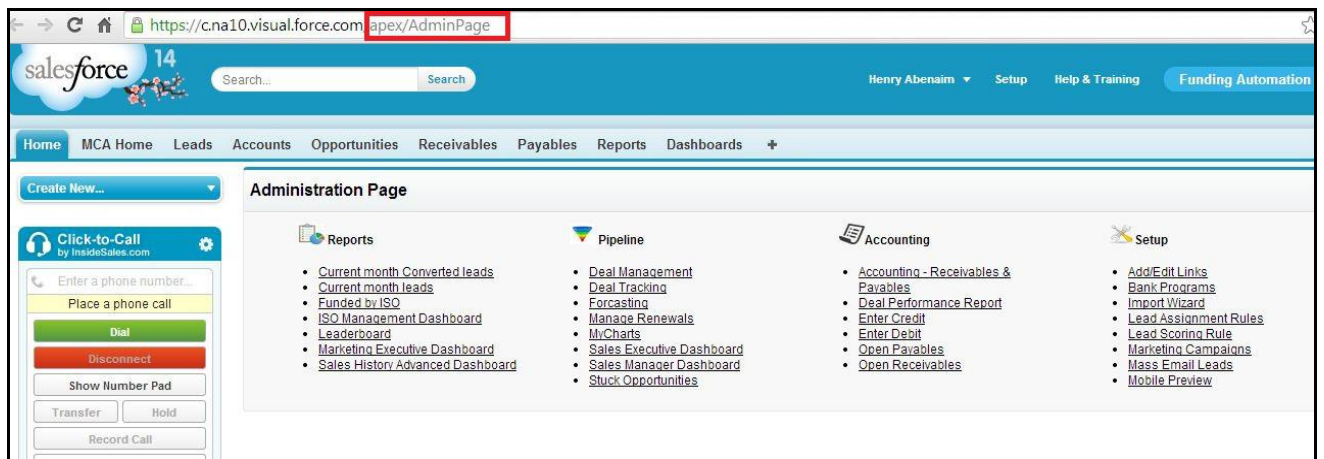 https://c.na10.visual.force.com/apex/AdminPage
salesforce 14
Search... Search
Henry Abenaim Setup Help & Training Funding Automation
Home MCA Home Leads Accounts Opportunities Receivables Payables Reports Dashboards +
Create New...
Administration Page
Click-to-Call
by InsideSales.com
Enter a phone number...
Place a phone call
Dial
Disconnect
Show Number Pad
Transfer Hold
Record Call
Reports
Current month Converted leads
Current month leads
Funded by ISO
ISO Management Dashboard
Leaderboard
Marketing Executive Dashboard
Sales History Advanced Dashboard
Pipeline
Deal Management
Deal Tracking
Forcasting
Manage Renewals
MyCharts
Sales Executive Dashboard
Sales Manager Dashboard
Stuck Opportunities
Accounting
Accounting - Receivables &
Payables
Deal Performance Report
Enter Credit
Enter Debit
Open Payables
Open Receivables
Setup
Add/Edit Links
Bank Programs
Import Wizard
Lead Assignment Rules
Lead Scoring Rule
Marketing Campaigns
Mass Email Leads
Mobile Preview